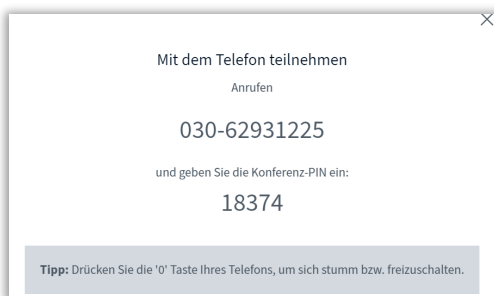 Mit dem Telefon teilnehmen
Anrufen
030-62931225
und geben Sie die Konferenz-PIN ein:
18374
Tipp: Drücken Sie die '0' Taste Ihres Telefons, um sich stumm bzw. freizuschalten.